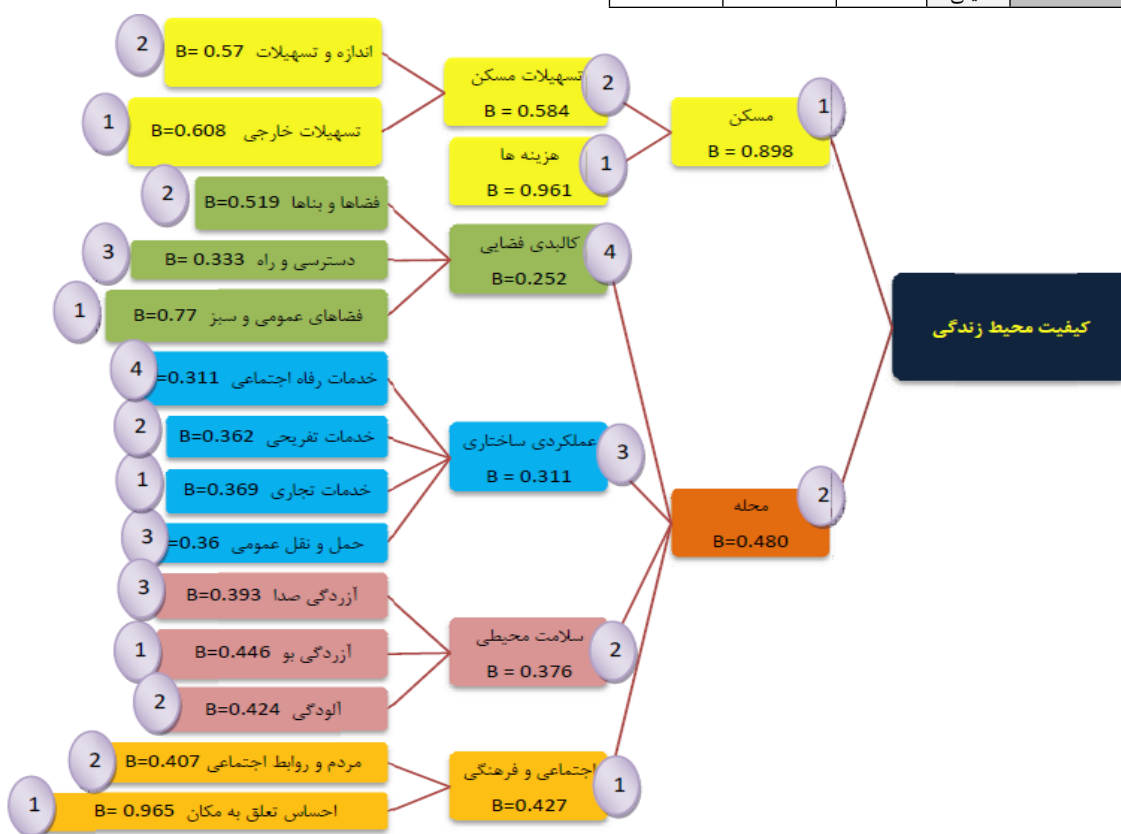 کیفیت محیط زندگی
1
مسکن
B = 0.898
2
تسهیلات مسکن
B = 0.584
2
اندازه و تسهیلات B= 0.57
1
تسهیلات خارجی B=0.608
1
هزینه ها
B = 0.961
2
محله
B=0.480
4
کالبدی فضایی
B=0.252
2
فضاها و بناها B=0.519
3
دسترسی و راه B= 0.333
1
فضاهای عمومی و سبز B=0.77
3
عملکردی ساختاری
B = 0.311
4
خدمات رفاه اجتماعی =0.311
2
خدمات تفریحی B=0.362
1
خدمات تجاری B=0.369
3
حمل و نقل عمومی =0.36
2
سلامت محیطی
B = 0.376
3
آزردگی صدا B=0.393
1
آزردگی بو B=0.446
2
آلودگی B=0.424
1
اجتماعی و فرهنگی
B=0.427
2
مردم و روابط اجتماعی B=0.407
1
احساس تعلق به مکان B= 0.965